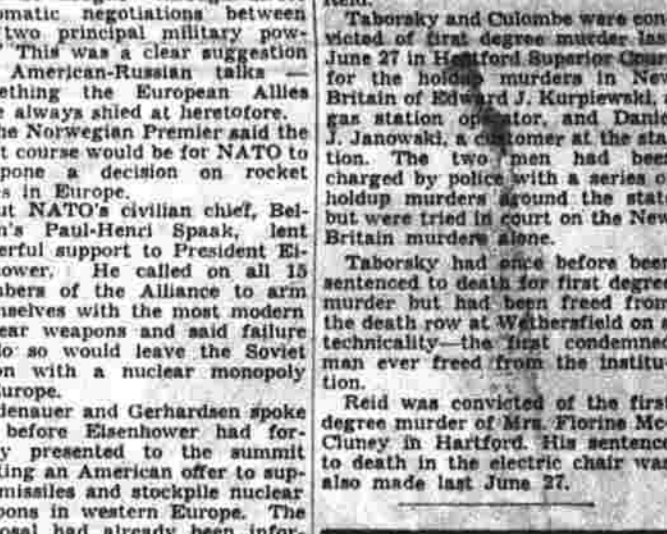 omatic negotiations between
two principal military pow-
This was a clear suggestion
American-Russian talks —
ething the European Allies
always shied at heretofore.
he Norwegian Premier said the
t course would be for NATO to
pone a decision on rocket
s in Europe.
ut NATO's civilian chief, Bel-
n's Paul-Henri Spaak, lent
erful support to President Ei-
ower. He called on all 15
bers of the Alliance to arm
nselves with the most modern
ear weapons and said failure
o so would leave the Soviet
on with a nuclear monopoly
urope.
denauer and Gerhardsen spoke
before Eisenhower had for-
y presented to the summit
ting an American offer to sup-
missiles and stockpile nuclear
pons in western Europe. The
osal had already been infor-
Reid.
Taborsky and Culombe were con
victed of first degree murder las
June 27 in Hartford Superior Cour
for the holdup murders in New
Britain of Edward J. Kurpiewski,
gas station operator, and Danie
J. Janowski, a customer at the sta
tion. The two men had been
charged by police with a series o
holdup murders around the stat
but were tried in court on the New
Britain murders alone.
Taborsky had once before been
sentenced to death for first degree
murder but had been freed from
the death row at Wethersfield on
technicality—the first condemned
man ever freed from the institu
tion.
Reid was convicted of the first
degree murder of Mrs. Florine Mc
Cluney in Hartford. His sentence
to death in the electric chair was
also made last June 27.